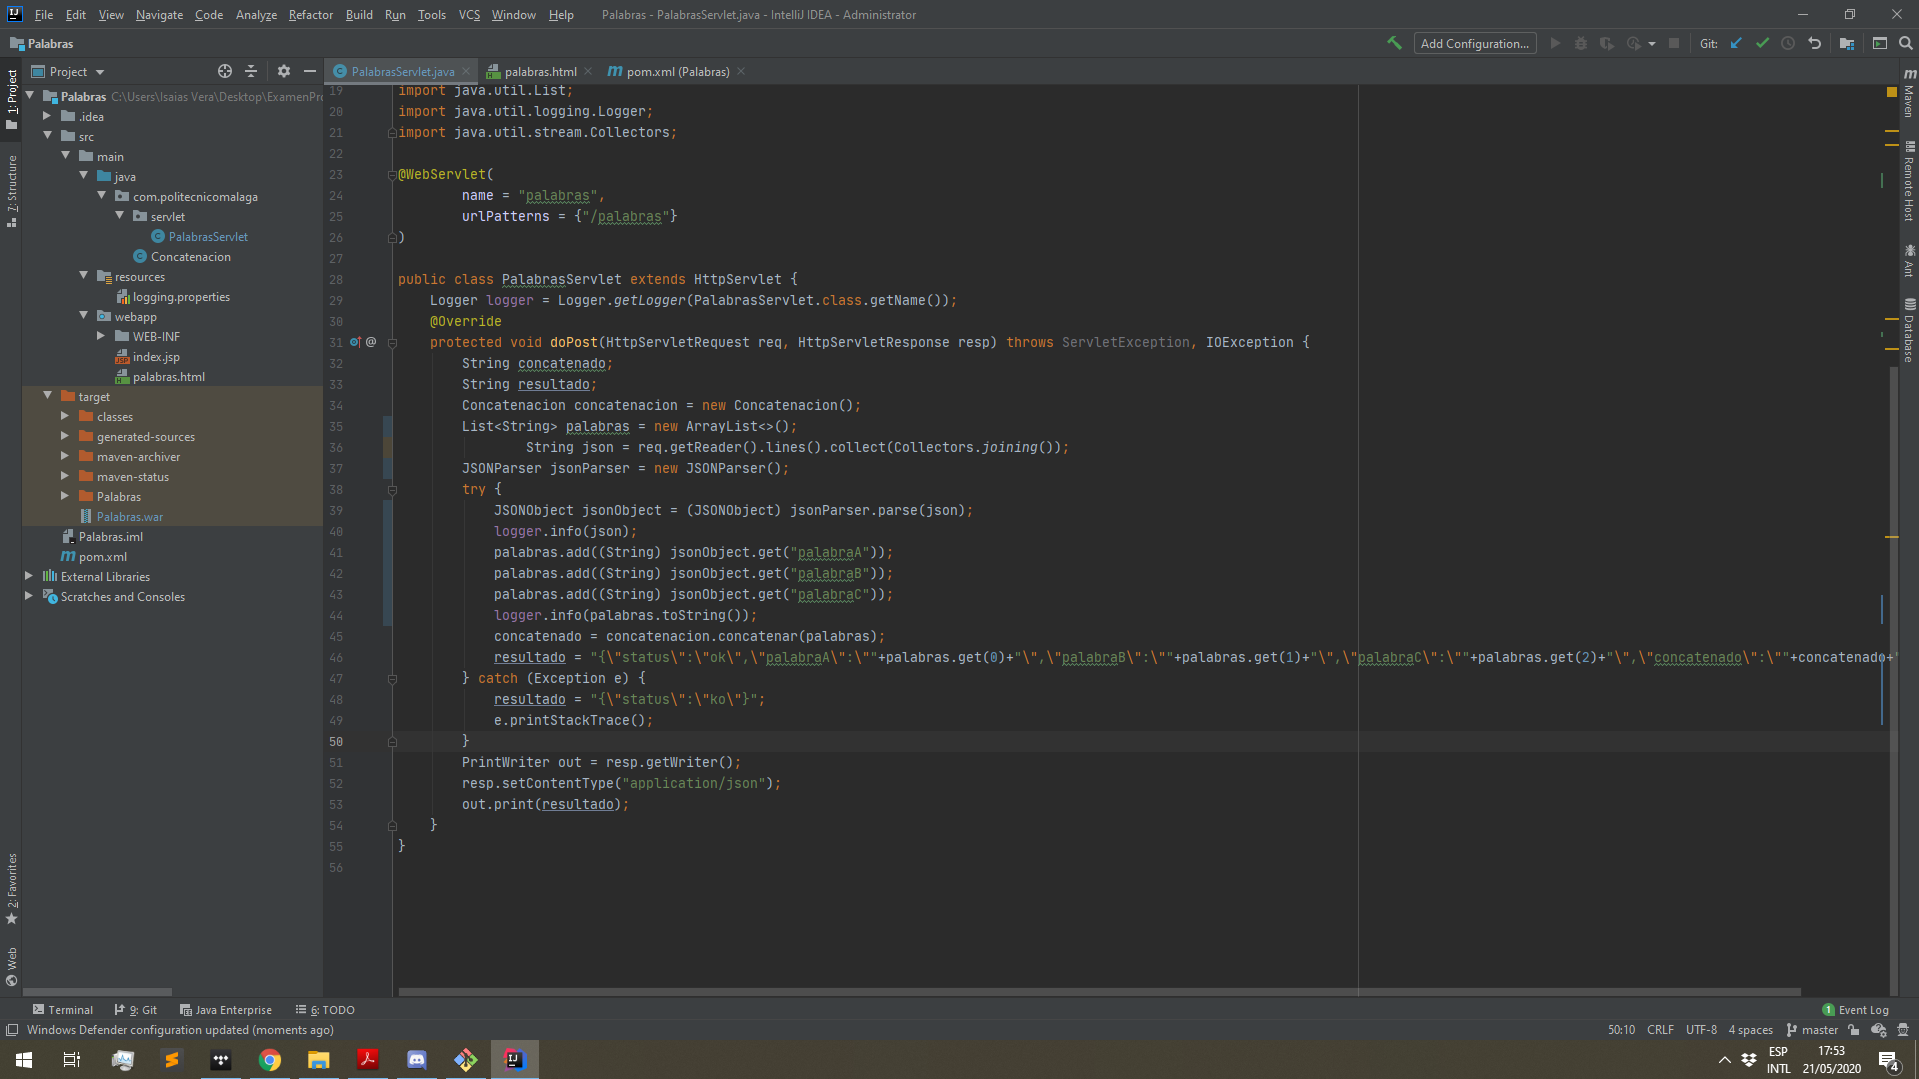 File Edit View Navigate Code Analyze Refactor Build Run Tools VCS Window Help Palabras - PalabrasServlet.java - IntelliJ IDEA - Administrator
Palabras Add Configuration... Git:
Project PalabrasServlet.java palabras.html pom.xml (Palabras)
1: Project
7: Structure
2: Favorites
Web
Palabras C:\Users\Isaias Vera\Desktop\ExamenPro
.idea
src
main
java
com.politecnicomalaga
servlet
PalabrasServlet
Concatenacion
resources
logging.properties
webapp
WEB-INF
index.jsp
palabras.html
target
classes
generated-sources
maven-archiver
maven-status
Palabras
Palabras.war
Palabras.iml
pom.xml
External Libraries
Scratches and Consoles
19 import java.util.List;
20 import java.util.logging.Logger;
21 import java.util.stream.Collectors;
22
23 @WebServlet(
24 name = "palabras",
25 urlPatterns = {"/palabras"}
26 )
27
28 public class PalabrasServlet extends HttpServlet {
29 Logger logger = Logger.getLogger(PalabrasServlet.class.getName());
30 @Override
31 @ protected void doPost(HttpServletRequest req, HttpServletResponse resp) throws ServletException, IOException {
32 String concatenado;
33 String resultado;
34 Concatenacion concatenacion = new Concatenacion();
35 List<String> palabras = new ArrayList<>();
36 String json = req.getReader().lines().collect(Collectors.joining());
37 JSONParser jsonParser = new JSONParser();
38 try {
39 JSONObject jsonObject = (JSONObject) jsonParser.parse(json);
40 logger.info(json);
41 palabras.add((String) jsonObject.get("palabraA"));
42 palabras.add((String) jsonObject.get("palabraB"));
43 palabras.add((String) jsonObject.get("palabraC"));
44 logger.info(palabras.toString());
45 concatenado = concatenacion.concatenar(palabras);
46 resultado = "{\"status\":\"ok\",\"palabraA\":\""+palabras.get(0)+"\",\"palabraB\":\""+palabras.get(1)+"\",\"palabraC\":\""+palabras.get(2)+"\",\"concatenado\":\""+concatenado+"
47 } catch (Exception e) {
48 resultado = "{\"status\":\"ko\"}";
49 e.printStackTrace();
50 }
51 PrintWriter out = resp.getWriter();
52 resp.setContentType("application/json");
53 out.print(resultado);
54 }
55 }
56
Maven
Remote Host
Ant
Database
Terminal 9: Git Java Enterprise 6: TODO 1 Event Log
Windows Defender configuration updated (moments ago) 50:10 CRLF UTF-8 4 spaces master
ESP 17:53
INTL 21/05/2020 4